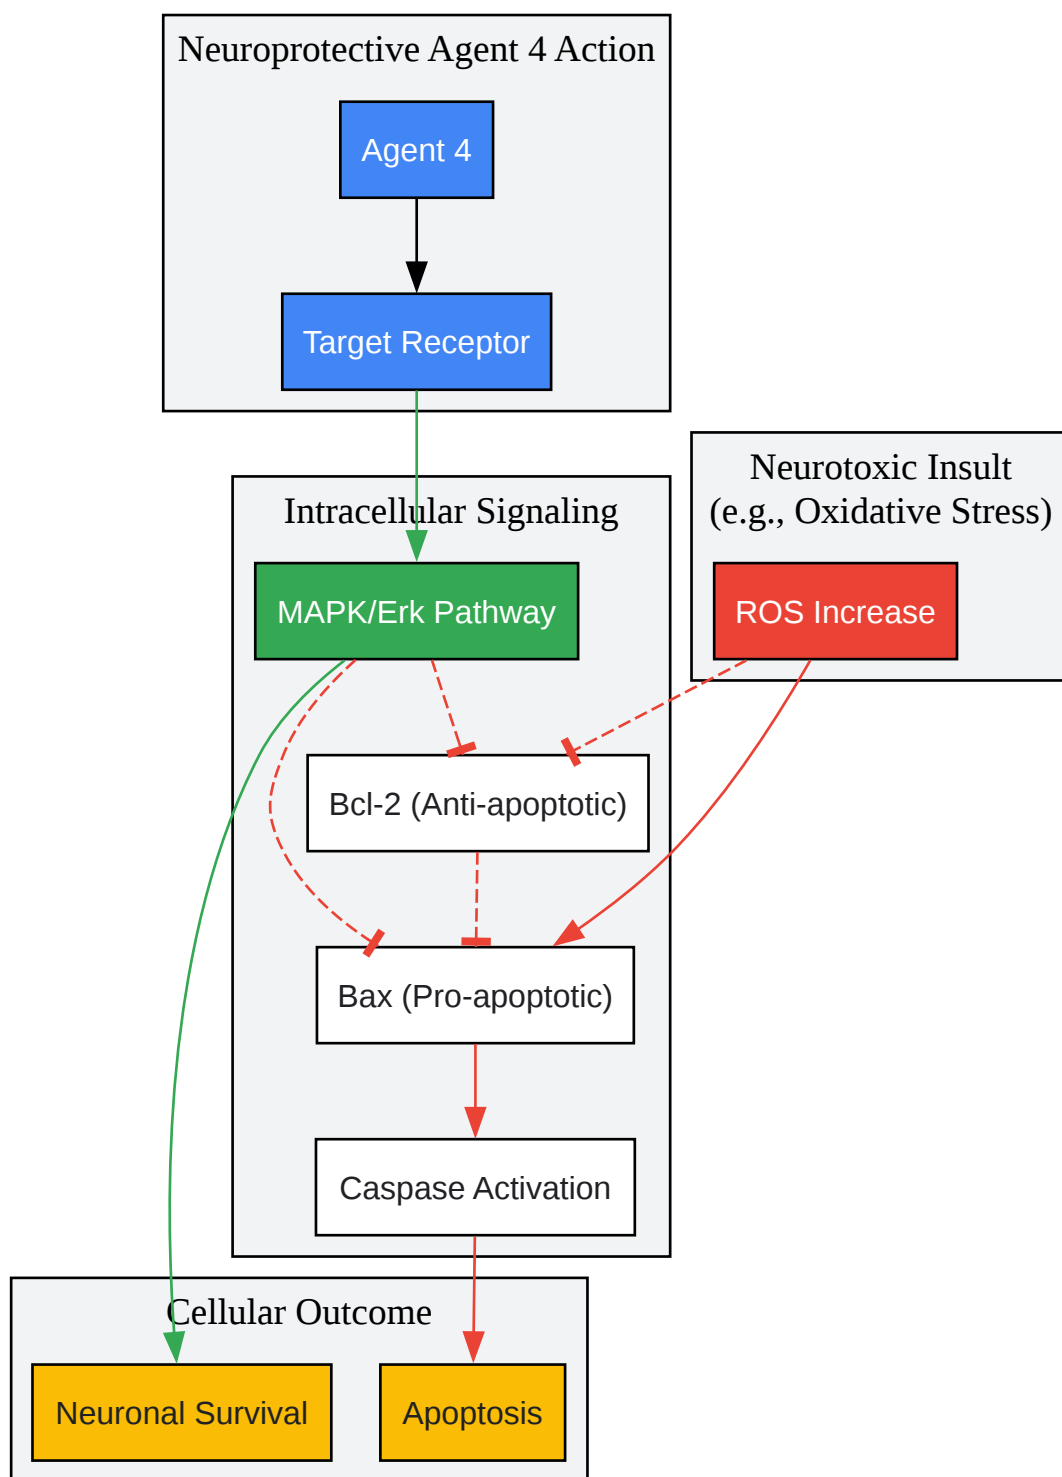 Neuroprotective Agent 4 Action
Agent 4
Target Receptor
Neurotoxic Insult
(e.g., Oxidative Stress)
Intracellular Signaling
MAPK/Erk Pathway
ROS Increase
Bcl-2 (Anti-apoptotic)
Bax (Pro-apoptotic)
Caspase Activation
Cellular Outcome
Neuronal Survival
Apoptosis